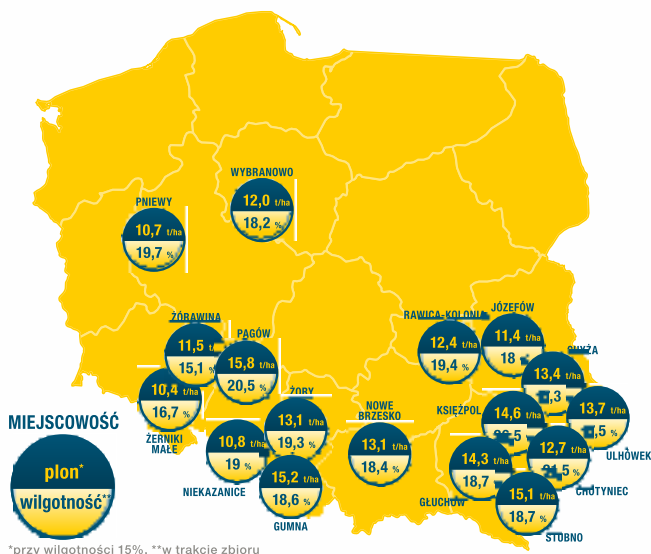 WYBRANOWO
12,0 t/ha
18,2 %
PNIEWY
10,7 t/ha
19,7 %
ŻÓRAWINA
11,5
15,1 %
PĄGÓW
15,8 t/ha
20,5 %
10,4 t/ha
16,7 %
ŻERNIKI
MAŁE
ŻOBY
13,1 t/ha
19,3 %
10,8 t/ha
19 %
NIEKAZANICE
15,2 t/ha
18,6 %
GUMNA
NOWE
BRZESKO
13,1 t/ha
18,4 %
RAWICA-KOLONIA
12,4 t/ha
19,4 %
JÓZEFÓW
11,4 t/ha
18 %
13,4 t/ha
KSIĘŻPOL
14,6 t/ha
13,7 t/ha
ULHÓWEK
12,7 t/ha
CHOTYNIEC
14,3 t/ha
18,7
GŁUCHÓW
15,1 t/ha
18,7 %
STOBNO
MIEJSCOWOŚĆ
plon*
wilgotność**
*przy wilgotności 15%, **w trakcie zbioru